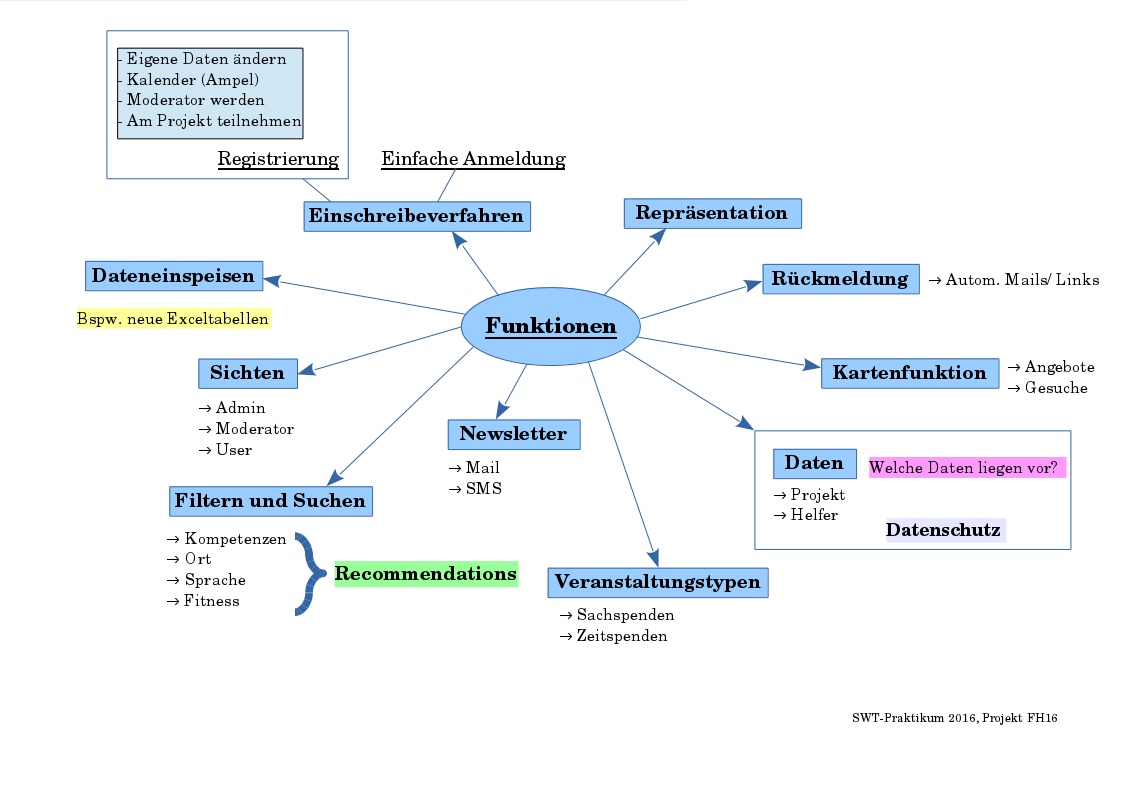 - Eigene Daten ändern
- Kalender (Ampel)
- Moderator werden
- Am Projekt teilnehmen
Registrierung
Einfache Anmeldung
Einschreibeverfahren
Repräsentation
Dateneinspeisen
Bspw. neue Exceltabellen
Rückmeldung
→ Autom. Mails/ Links
Funktionen
Sichten
→ Admin
→ Moderator
→ User
Kartenfunktion
→ Angebote
→ Gesuche
Newsletter
→ Mail
→ SMS
Daten
Welche Daten liegen vor?
→ Projekt
→ Helfer
Datenschutz
Filtern und Suchen
→ Kompetenzen
→ Ort
→ Sprache
→ Fitness
Recommendations
Veranstaltungstypen
→ Sachspenden
→ Zeitspenden
SWT-Praktikum 2016, Projekt FH16